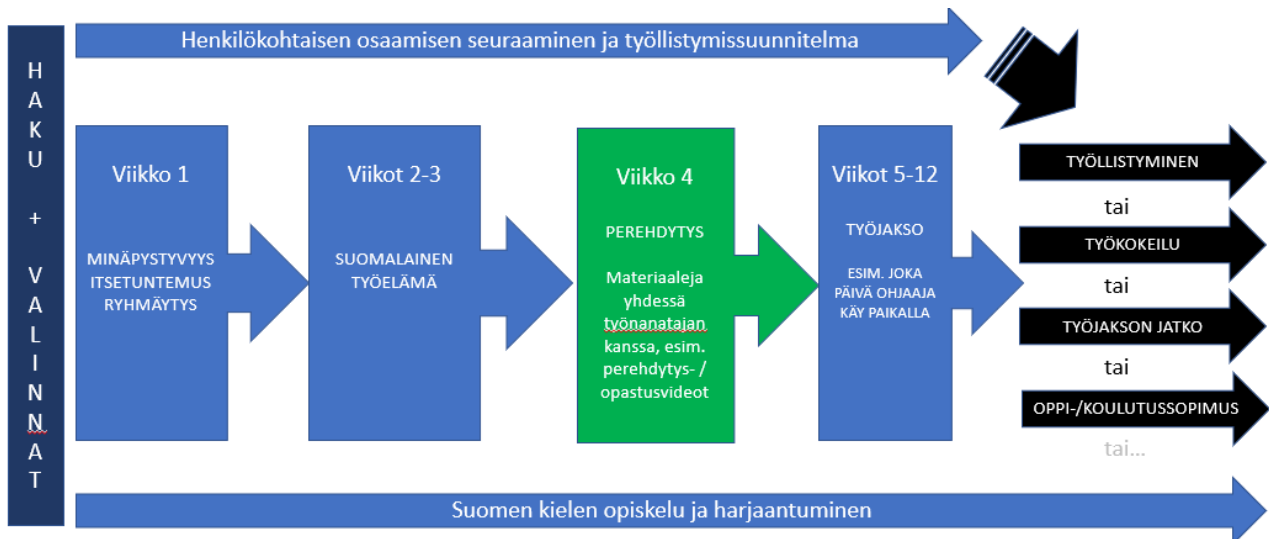 Henkilökohtaisen osaamisen seuraaminen ja työllistymissuunnitelma
HAKU + VALINNAT
Viikko 1
MINÄPYSTYVYYS
ITSETUNTEMUS
RYHMÄYTYS
Viikot 2-3
SUOMALAINEN
TYÖELÄMÄ
Viikko 4
PEREHDYTYS
Materiaaleja
yhdessä
työnanatajan
kanssa, esim.
perehdytys- /
opastusvideot
Viikot 5-12
TYÖJAKSO
ESIM. JOKA
PÄIVÄ OHJAAJA
KÄY PAIKALLA
TYÖLLISTYMINEN
tai
TYÖKOKEILU
tai
TYÖJAKSON JATKO
tai
OPPI-/KOULUTUSSOPIMUS
tai...
Suomen kielen opiskelu ja harjaantuminen